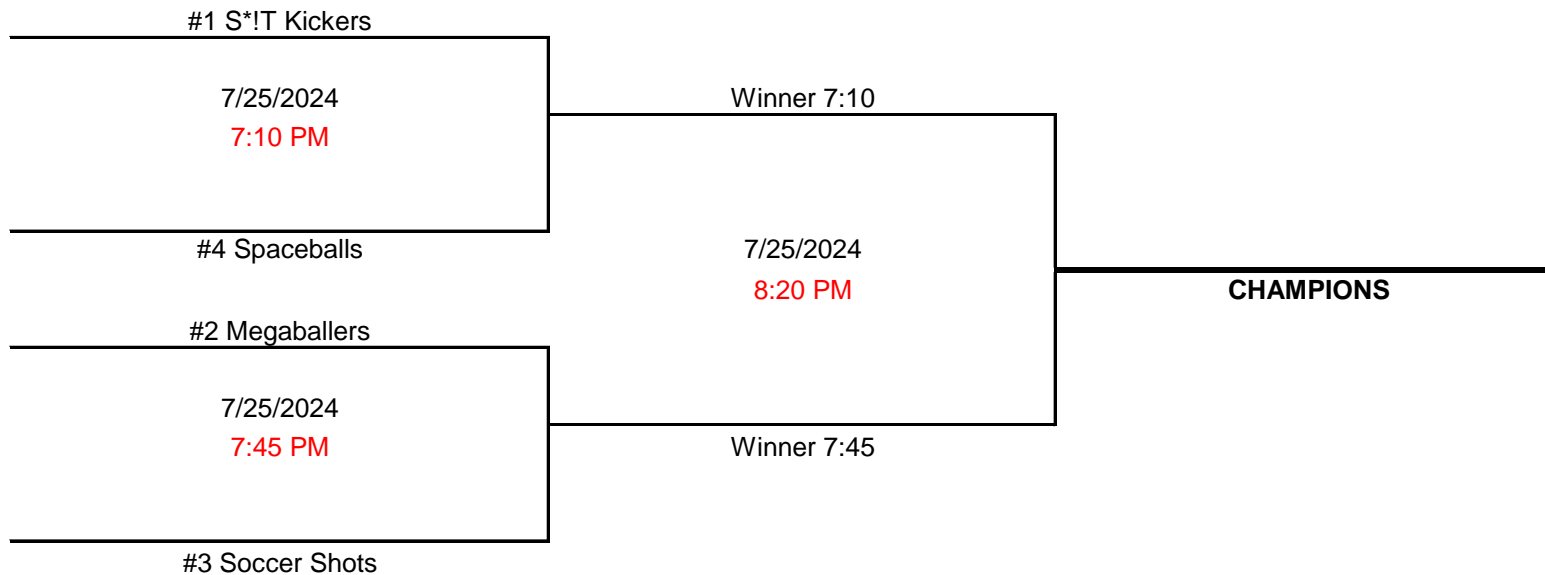 #1 S*!T Kickers
7/25/2024
7:10 PM
#4 Spaceballs
#2 Megaballers
7/25/2024
7:45 PM
#3 Soccer Shots
Winner 7:10
7/25/2024
8:20 PM
Winner 7:45
CHAMPIONS